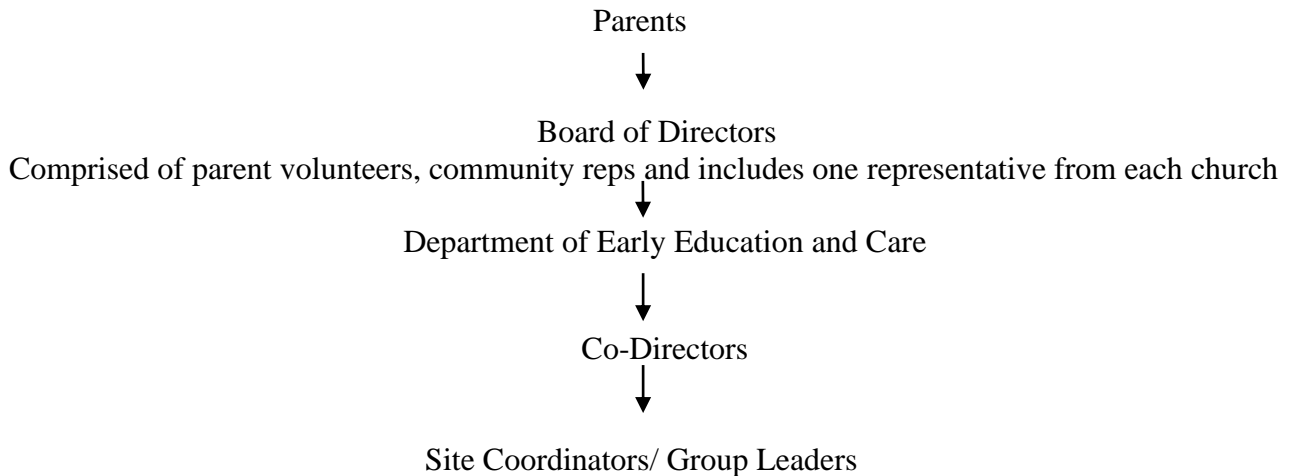 Parents
Board of Directors
Comprised of parent volunteers, community reps and includes one representative from each church
Department of Early Education and Care
Co-Directors
Site Coordinators/ Group Leaders